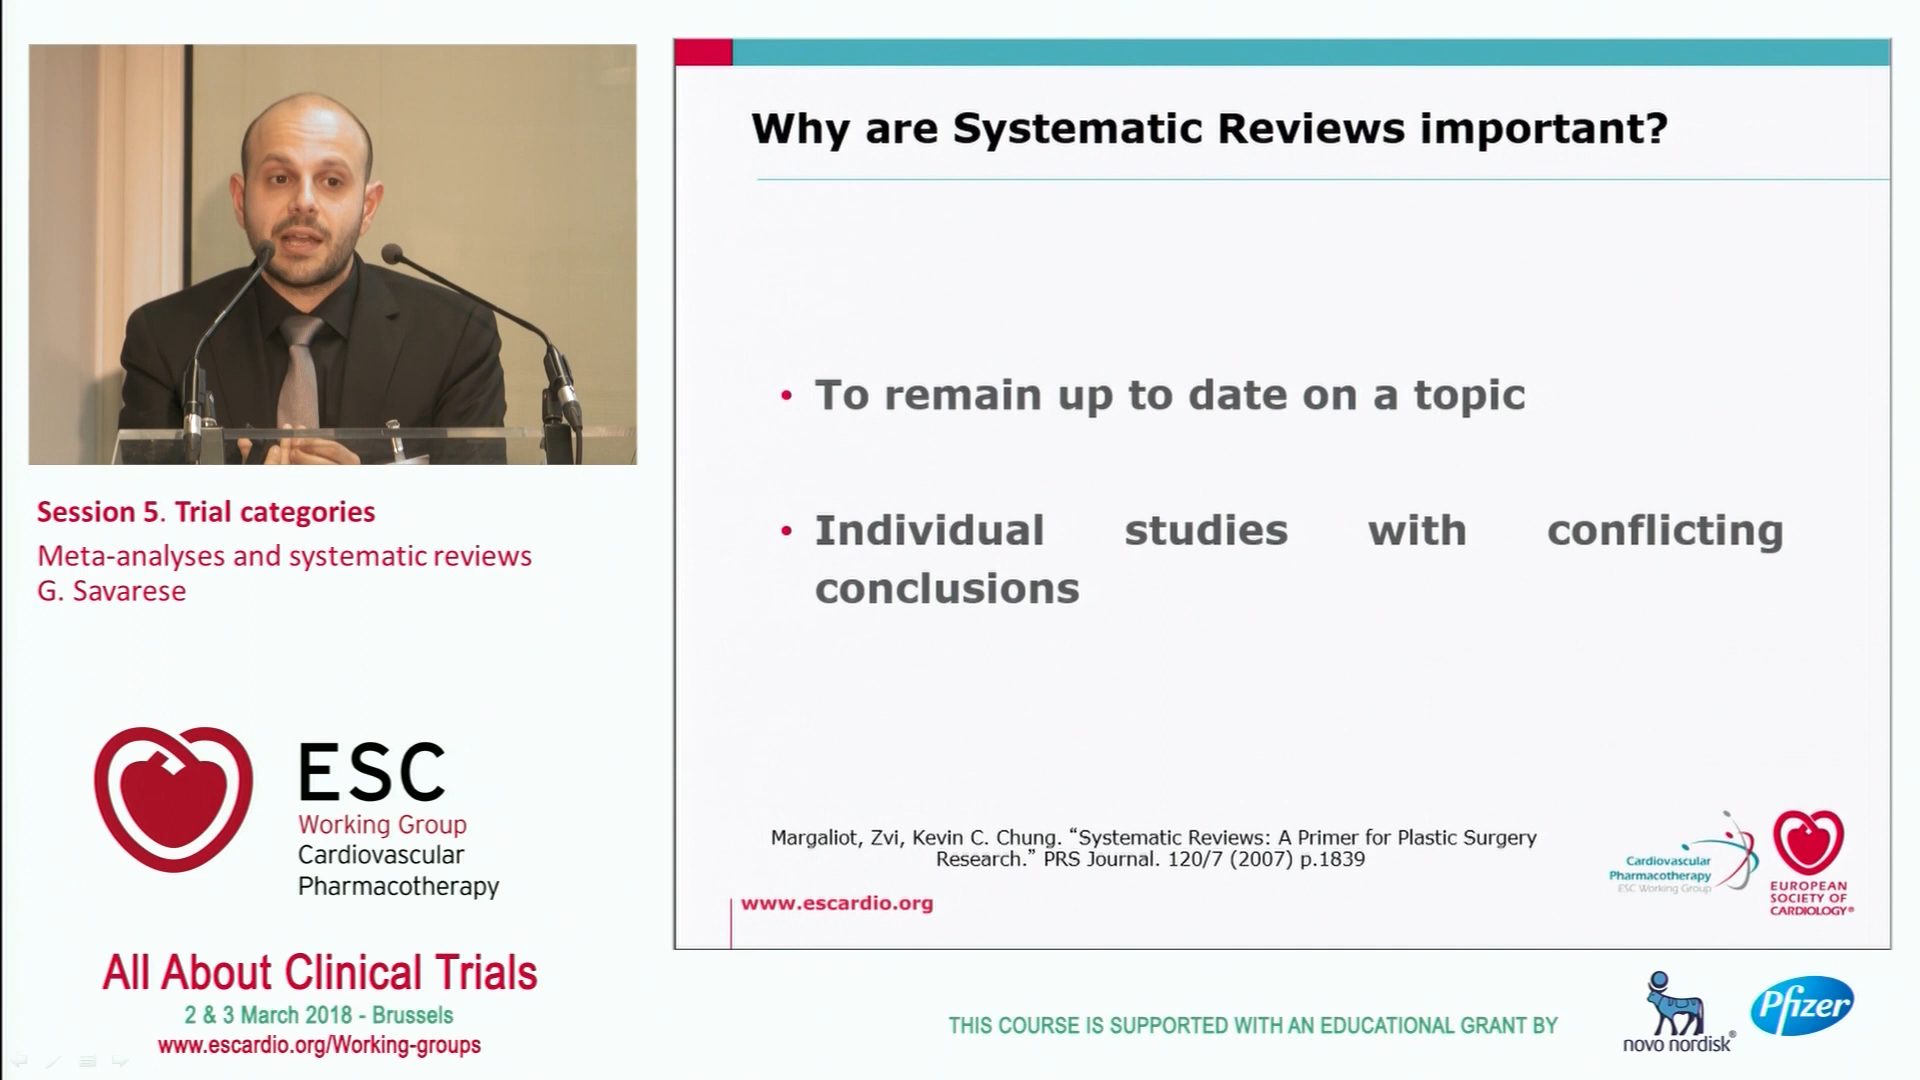 Session 5. Trial categories
Meta-analyses and systematic reviews
G. Savarese
ESC
Working Group
Cardiovascular
Pharmacotherapy
All About Clinical Trials
2 & 3 March 2018 - Brussels
www.escardio.org/Working-groups
Why are Systematic Reviews important?
• To remain up to date on a topic
• Individual studies with conflicting
conclusions
Margaliot, Zvi, Kevin C. Chung. “Systematic Reviews: A Primer for Plastic Surgery
Research.” PRS Journal. 120/7 (2007) p.1839
www.escardio.org
Cardiovascular
Pharmacotherapy
ESC Working Group
EUROPEAN
SOCIETY OF
CARDIOLOGY®
THIS COURSE IS SUPPORTED WITH AN EDUCATIONAL GRANT BY
novo nordisk®
Pfizer